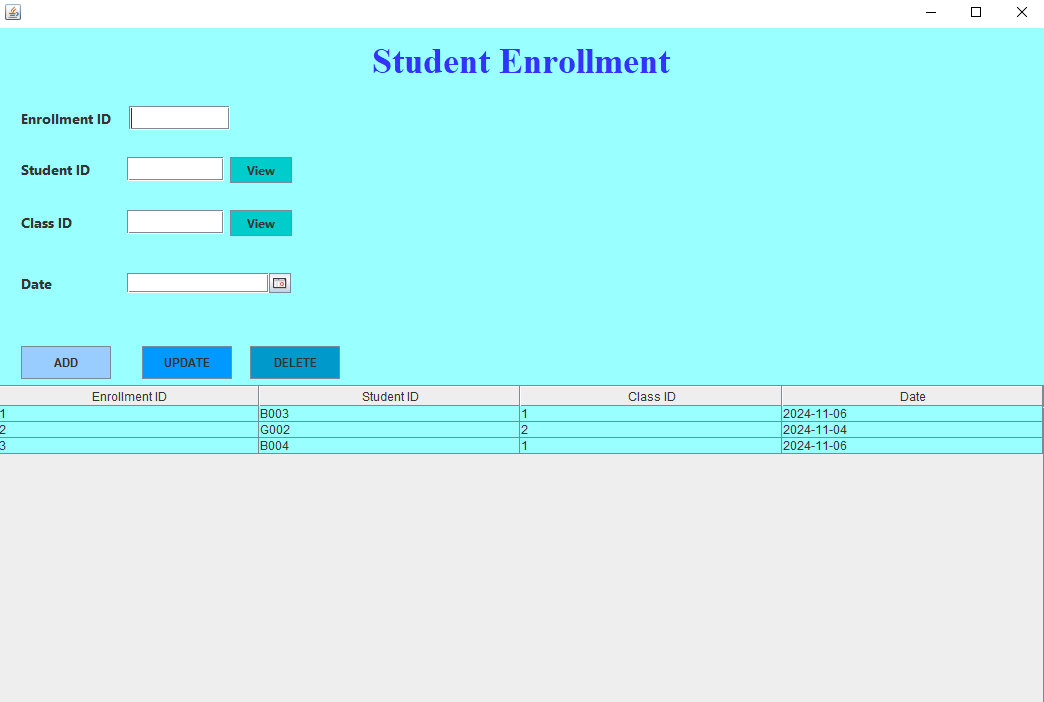 Student Enrollment
Enrollment ID
Student ID View
Class ID View
Date
ADD UPDATE DELETE
Enrollment ID Student ID Class ID Date
1 B003 1 2024-11-06
2 G002 2 2024-11-04
3 B004 1 2024-11-06